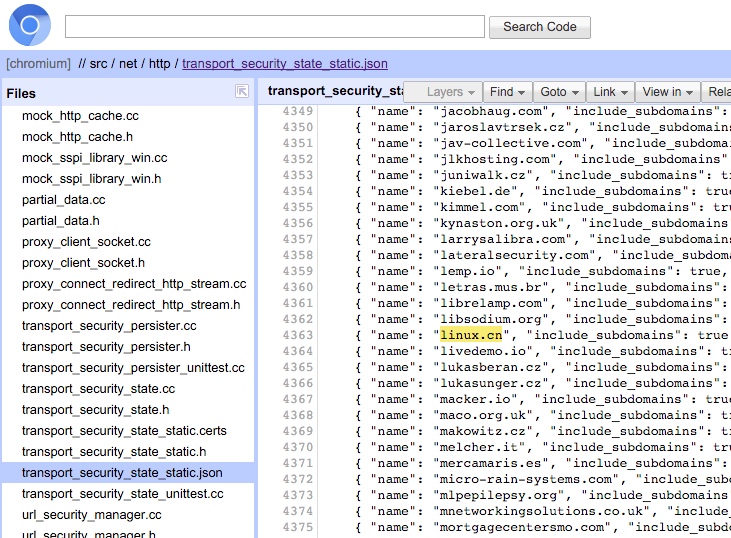 Search Code
[chromium] // src / net / http / transport_security_state_static.json
Files
mock_http_cache.cc
mock_http_cache.h
mock_sspi_library_win.cc
mock_sspi_library_win.h
partial_data.cc
partial_data.h
proxy_client_socket.cc
proxy_client_socket.h
proxy_connect_redirect_http_stream.cc
proxy_connect_redirect_http_stream.h
transport_security_persister.cc
transport_security_persister.h
transport_security_persister_unittest.cc
transport_security_state.cc
transport_security_state.h
transport_security_state_static.certs
transport_security_state_static.h
transport_security_state_static.json
transport_security_state_unittest.cc
url_security_manager.cc
url_security_manager.h
transport_security_sta Layers Find Goto Link View in Rela
4349 { "name": "jacobhaug.com", "include_subdomains":
4350 { "name": "jaroslavtrsek.cz", "include_subdomains
4351 { "name": "jav-collective.com", "include_subdomai
4352 { "name": "jlkhosting.com", "include_subdomains"
4353 { "name": "juniwalk.cz", "include_subdomains": t
4354 { "name": "kiebel.de", "include_subdomains": true
4355 { "name": "kimmel.com", "include_subdomains": tru
4356 { "name": "kynaston.org.uk", "include_subdomains"
4357 { "name": "larrysalibra.com", "include_subdomains
4358 { "name": "lateralsecurity.com", "include_subdoma
4359 { "name": "lemp.io", "include_subdomains": true,
4360 { "name": "letras.mus.br", "include_subdomains":
4361 { "name": "librelamp.com", "include_subdomains":
4362 { "name": "libsodium.org", "include_subdomains":
4363 { "name": "linux.cn", "include_subdomains": true
4364 { "name": "livedemo.io", "include_subdomains": t
4365 { "name": "lukasberan.cz", "include_subdomains":
4366 { "name": "lukasunger.cz", "include_subdomains":
4367 { "name": "macker.io", "include_subdomains": true
4368 { "name": "maco.org.uk", "include_subdomains": t
4369 { "name": "makowitz.cz", "include_subdomains": t
4370 { "name": "melcher.it", "include_subdomains": tru
4371 { "name": "mercamaris.es", "include_subdomains":
4372 { "name": "micro-rain-systems.com", "include_subd
4373 { "name": "mlpepilepsy.org", "include_subdomains"
4374 { "name": "mnetworkingsolutions.co.uk", "include_
4375 { "name": "mortgagecentersmo.com", "include_subdo